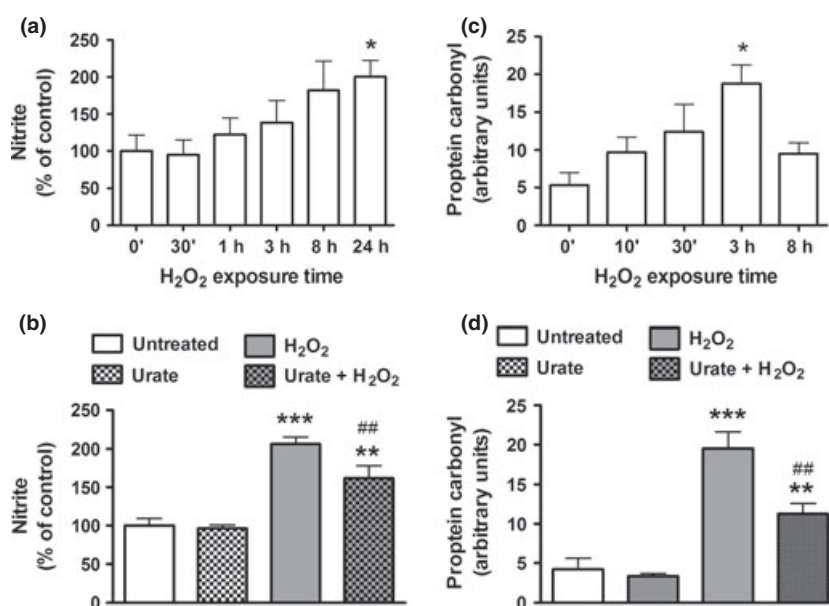 (a)
Nitrite
(% of control)
250
200
150
100
50
0
*
0' 30' 1 h 3 h 8 h 24 h
H₂O₂ exposure time
(c)
Proptein carbonyl
(arbitrary units)
25
20
15
10
5
0
*
0' 10' 30' 3 h 8 h
H₂O₂ exposure time
(b)
Untreated H₂O₂
Urate Urate + H₂O₂
Nitrite
(% of control)
250
200
150
100
50
0
***
##
**
(d)
Untreated H₂O₂
Urate Urate + H₂O₂
Proptein carbonyl
(arbitrary units)
25
20
15
10
5
0
***
##
**